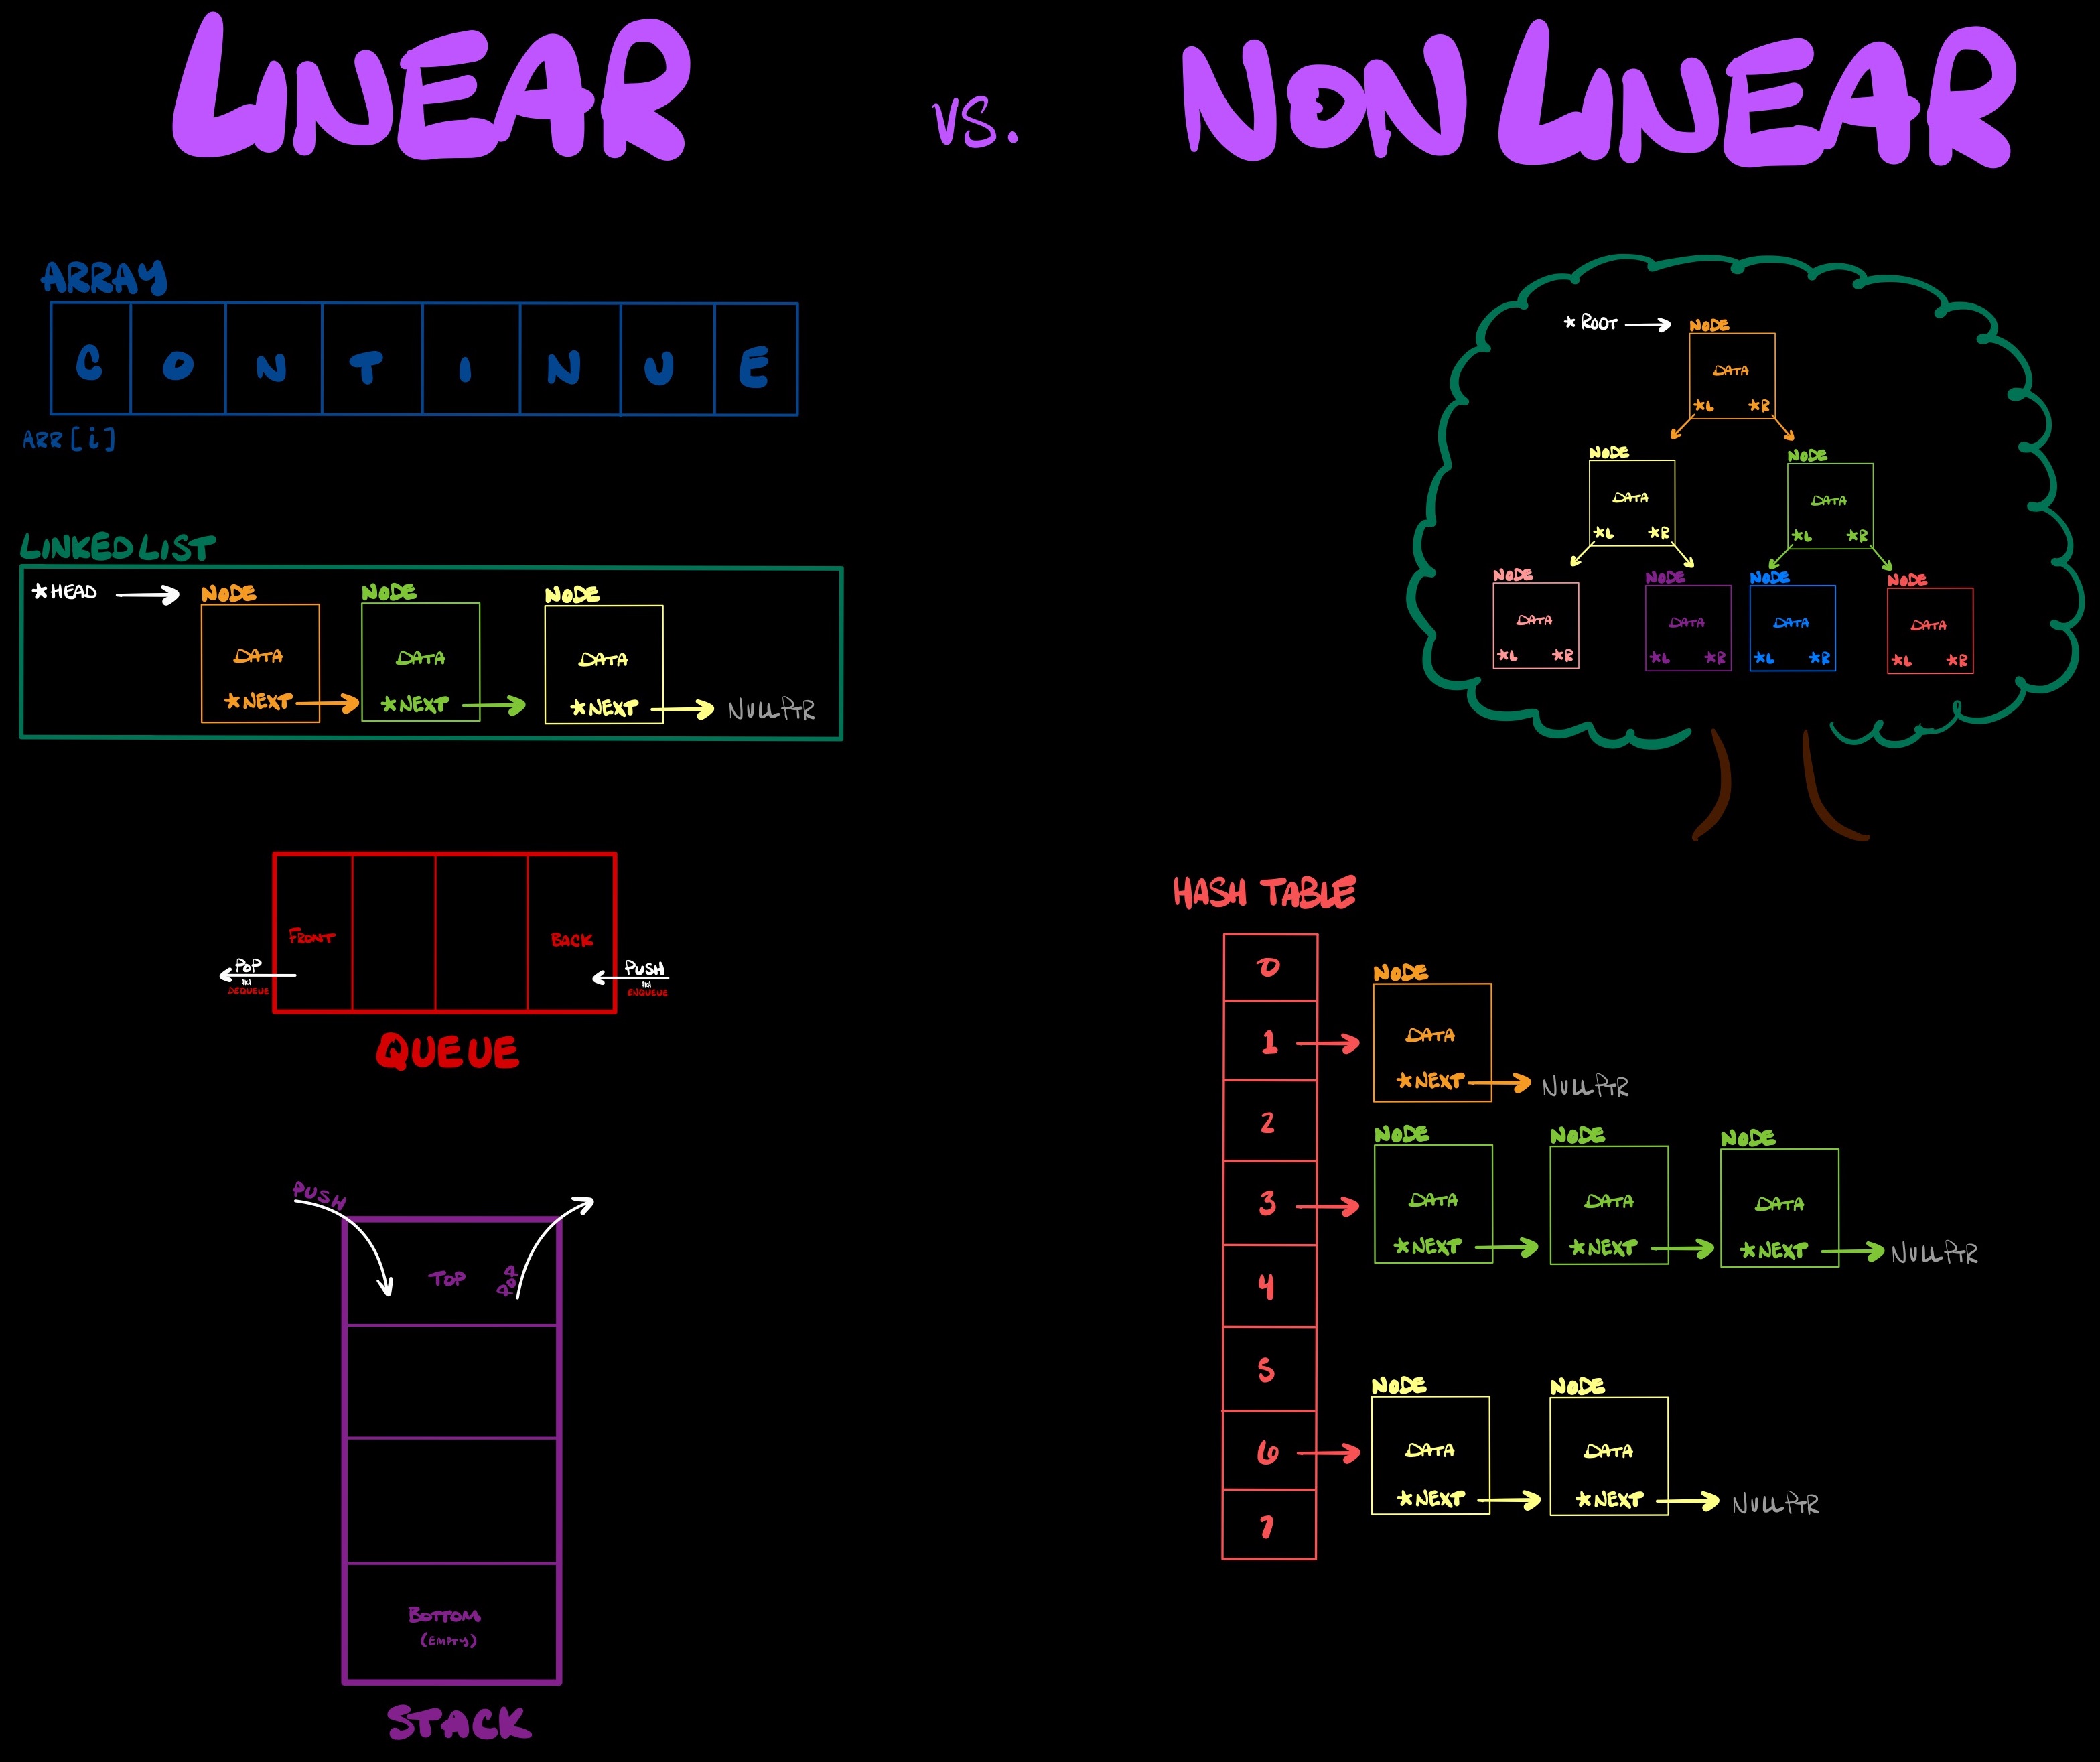 LINEAR
VS.
NON LINEAR
ARRAY
C O N T I N U E
ARR [i]
LINKED LIST
*HEAD
NODE
DATA
*NEXT
NODE
DATA
*NEXT
NODE
DATA
*NEXT
NULLPTR
FRONT
BACK
POP
AKA
DEQUEUE
PUSH
AKA
ENQUEUE
QUEUE
PUSH
TOP
POP
BOTTOM
(EMPTY)
STACK
* ROOT
NODE
DATA
*L *R
NODE
DATA
*L *R
NODE
DATA
*L *R
NODE
DATA
*L *R
NODE
DATA
*L *R
NODE
DATA
*L *R
NODE
DATA
*L *R
HASH TABLE
0
1
NODE
DATA
*NEXT
NULLPTR
2
3
NODE
DATA
*NEXT
NODE
DATA
*NEXT
NODE
DATA
*NEXT
NULLPTR
4
5
6
NODE
DATA
*NEXT
NODE
DATA
*NEXT
NULLPTR
7